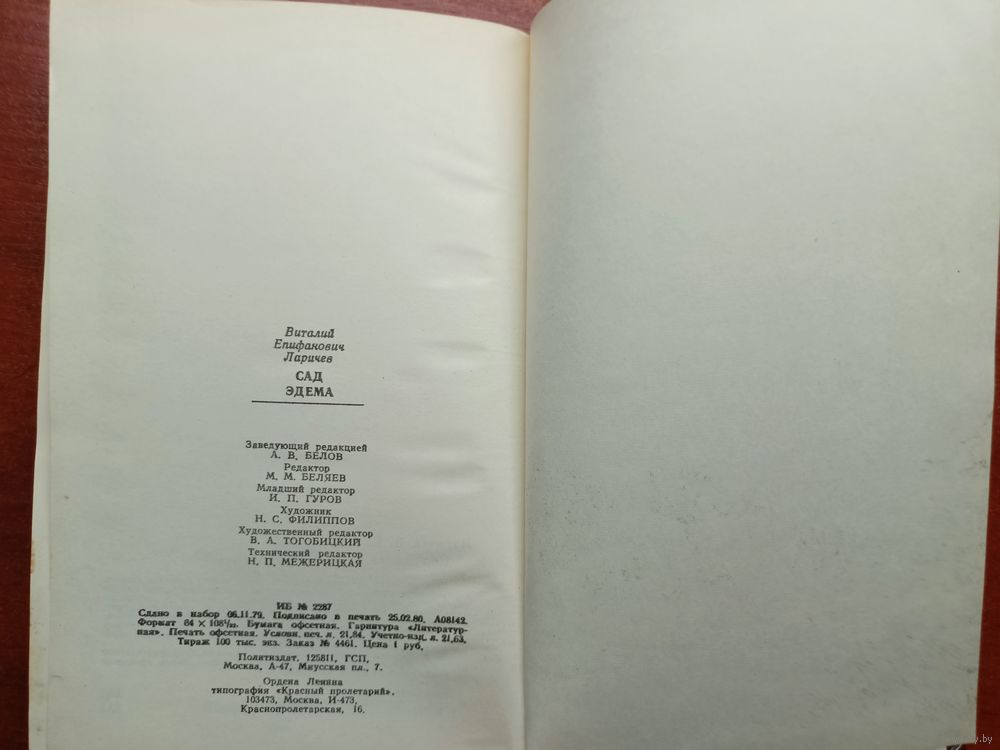 Виталий
Епифанович
Ларичев
САД
ЭДЕМА
Заведующий редакцией
А. В. БЕЛОВ
Редактор
М. М. БЕЛЯЕВ
Младший редактор
И. П. ГУРОВ
Художник
Н. С. ФИЛИППОВ
Художественный редактор
В. А. ТОГОБИЦКИЙ
Технический редактор
Н. П. МЕЖЕРИЦКАЯ
ИБ № 2287
Сдано в набор 06.11.79. Подписано в печать 25.02.80. А08142.
Формат 84 × 108¹/₃₂. Бумага офсетная. Гарнитура «Литератур-
ная». Печать офсетная. Условн. печ. л. 21,84. Учетно-изд. л. 21,63.
Тираж 100 тыс. экз. Заказ № 4461. Цена 1 руб.
Политиздат. 125811, ГСП,
Москва, А-47, Миусская пл., 7.
Ордена Ленина
типография «Красный пролетарий».
103473, Москва, И-473,
Краснопролетарская, 16.